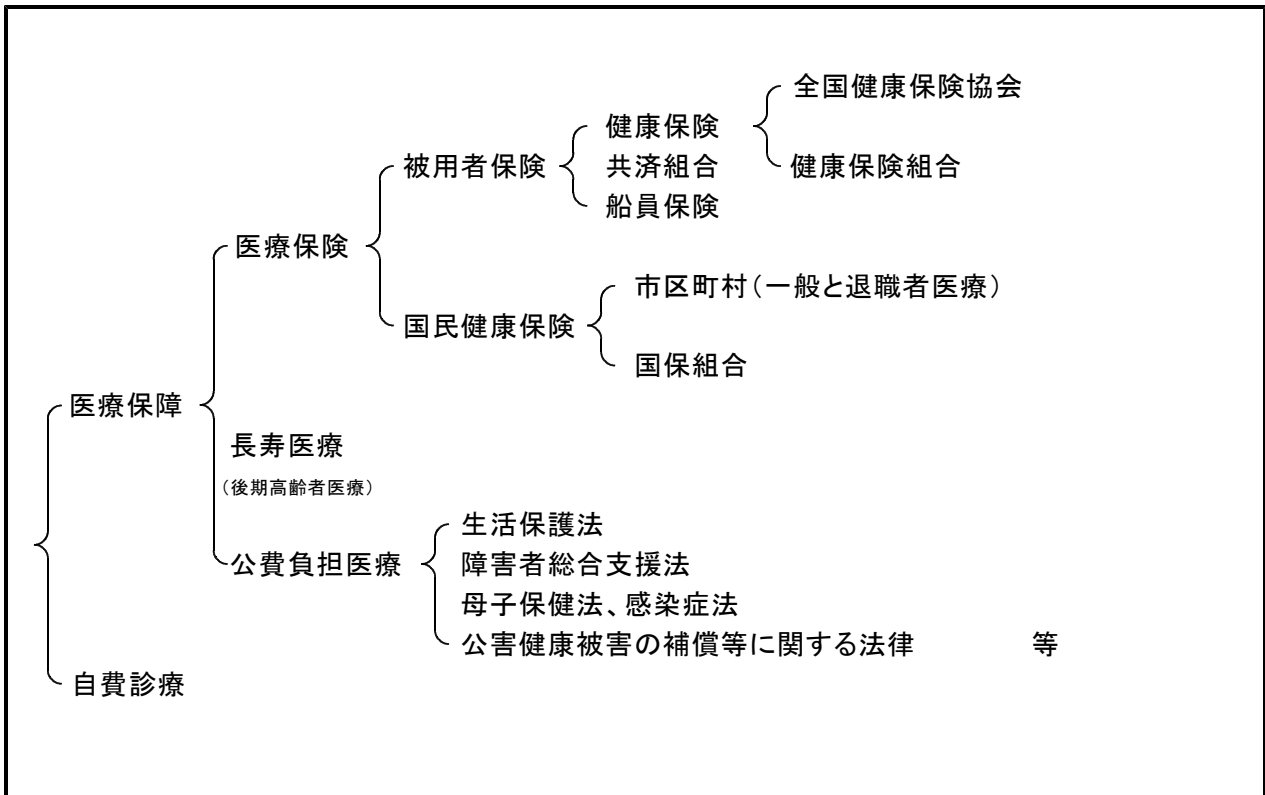 全国健康保険協会
健康保険
被用者保険 共済組合 健康保険組合
船員保険
医療保険
市区町村（一般と退職者医療）
国民健康保険
国保組合
医療保障
長寿医療
（後期高齢者医療）
生活保護法
公費負担医療 障害者総合支援法
母子保健法、感染症法
公害健康被害の補償等に関する法律 等
自費診療